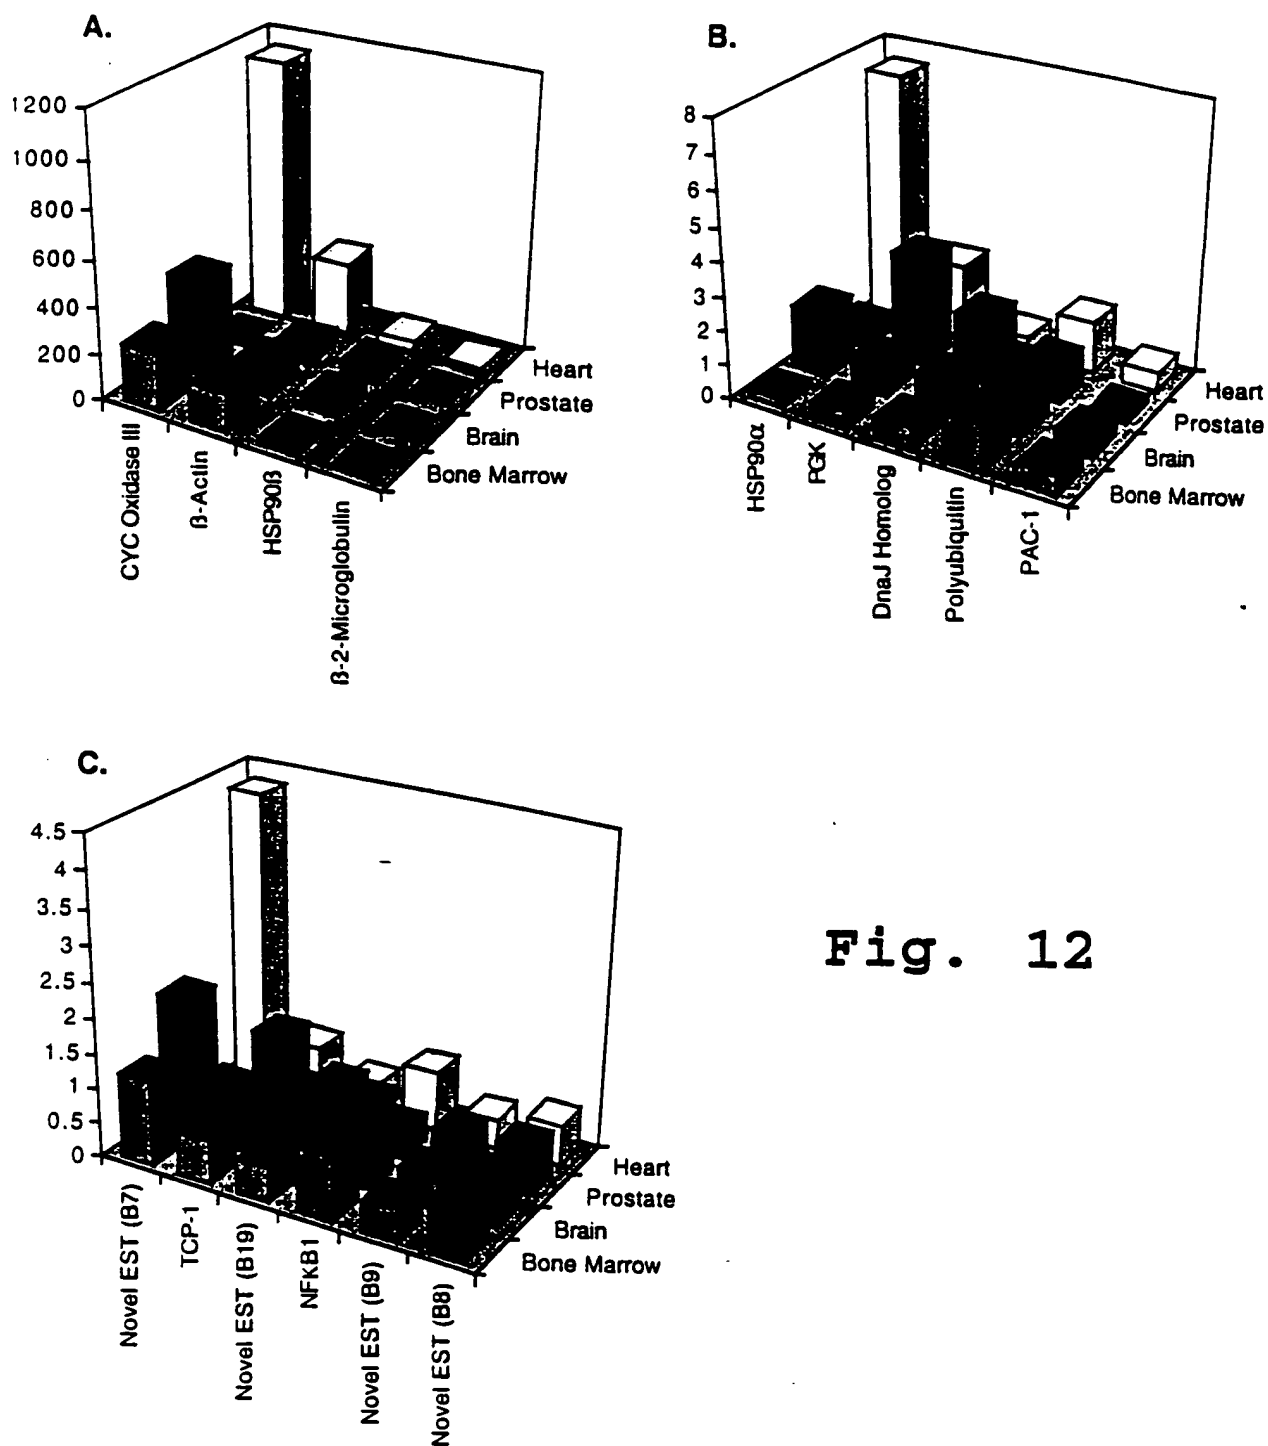 A.
1200
1000
800
600
400
200
0
Heart
Prostate
Brain
Bone Marrow
CYC Oxidase III
ß-Actin
HSP90ß
ß-2-Microglobulin
B.
8
7
6
5
4
3
2
1
0
Heart
Prostate
Brain
Bone Marrow
HSP90α
PGK
DnaJ Homolog
Polyubiquitin
PAC-1
C.
4.5
4
3.5
3
2.5
2
1.5
1
0.5
0
Heart
Prostate
Brain
Bone Marrow
Novel EST (B7)
TCP-1
Novel EST (B19)
NFKB1
Novel EST (B9)
Novel EST (B8)
Fig. 12